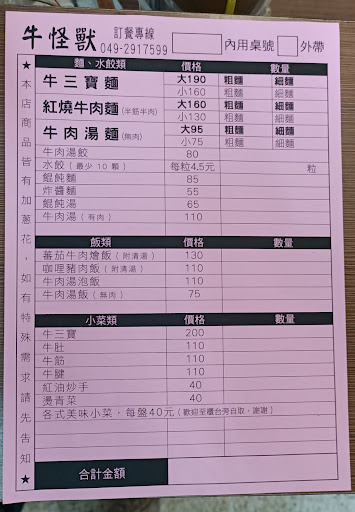 牛怪獸
訂餐專線
049-2917599
內用桌號
外帶
★本店商品皆有加蔥花，如有特殊需求請先告知★
麵、水餃類 價格 數量
牛三寶麵 大190 粗麵 細麵
小160 粗麵 細麵
紅燒牛肉麵(半筋半肉) 大160 粗麵 細麵
小130 粗麵 細麵
牛肉湯麵(無肉) 大95 粗麵 細麵
小75 粗麵 細麵
牛肉湯餃 80
水餃(最少10顆) 每粒4.5元 粒
餛飩麵 85
炸醬麵 55
餛飩湯 65
牛肉湯(有肉) 110
飯類 價格 數量
蕃茄牛肉燴飯(附清湯) 130
咖哩豬肉飯(附清湯) 110
牛肉湯泡飯 110
牛肉湯飯(無肉) 75
小菜類 價格 數量
牛三寶 200
牛肚 110
牛筋 110
牛腱 110
紅油炒手 40
燙青菜 40
各式美味小菜，每盤40元(歡迎至櫃台旁自取，謝謝)
合計金額